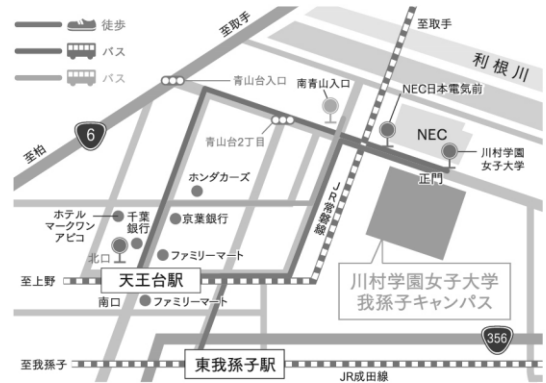 徒歩
バス
バス
至取手
至取手
利根川
青山台入口
南青山入口
NEC日本電気前
6
青山台2丁目
NEC
川村学園
女子大学
至柏
正門
ホンダカーズ
JR常磐線
ホテル
マークワン
アビコ
千葉
銀行
京葉銀行
北口
ファミリーマート
至上野
天王台駅
川村学園女子大学
我孫子キャンパス
南口
ファミリーマート
356
至我孫子
東我孫子駅
JR成田線